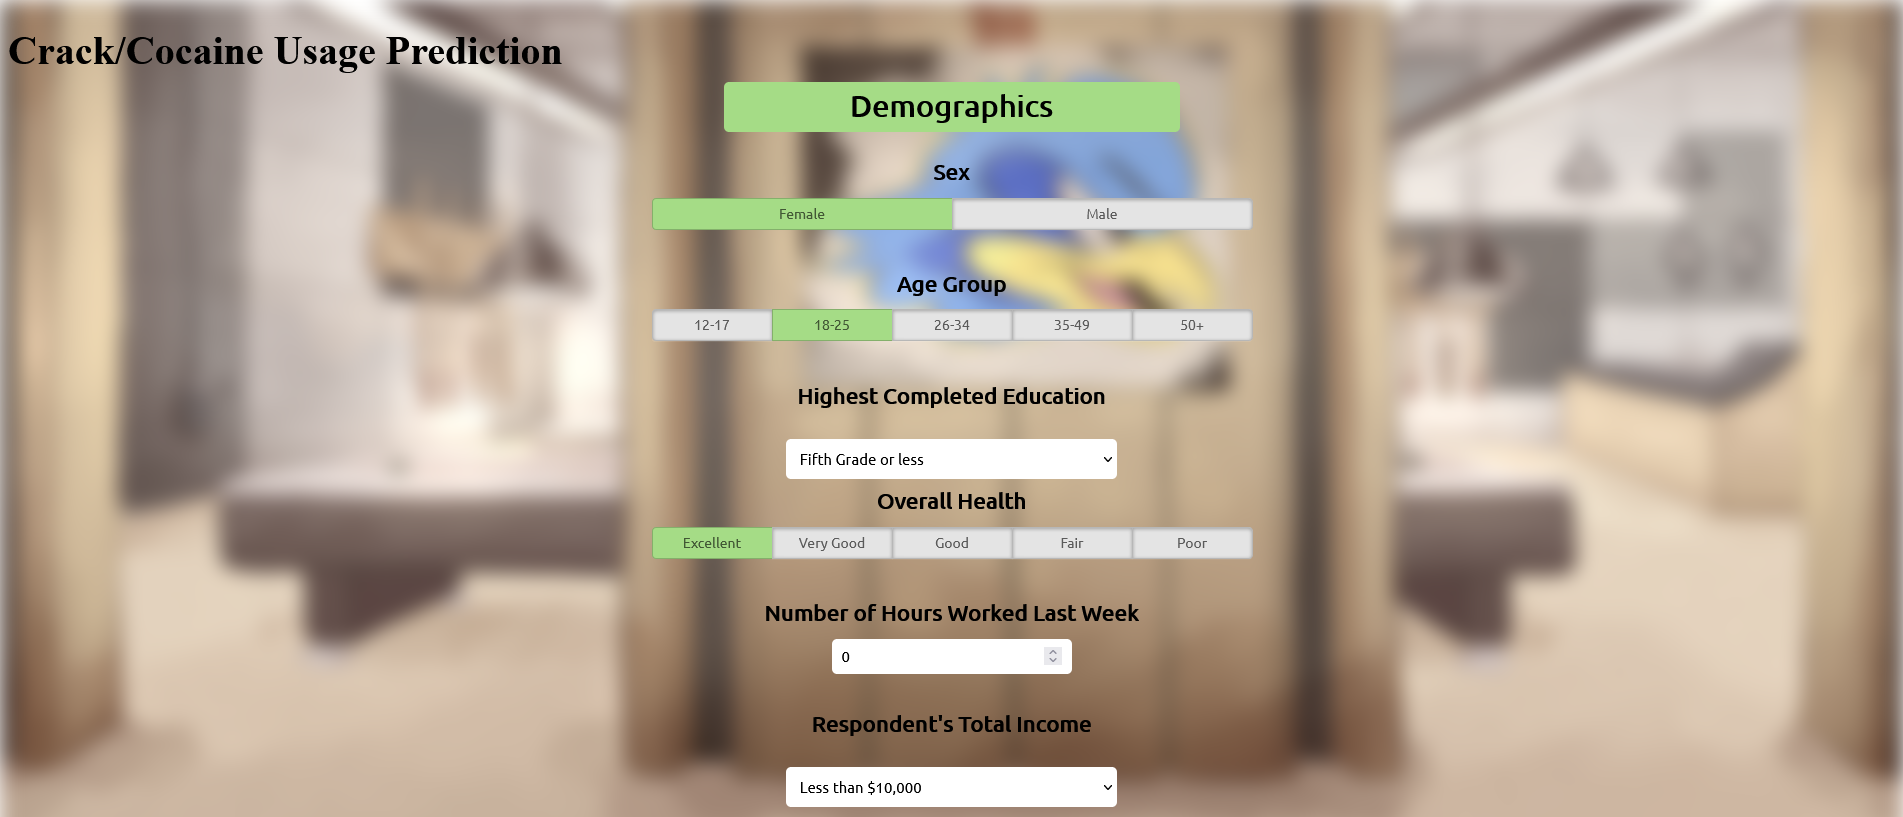 Crack/Cocaine Usage Prediction
Demographics
Sex
Female Male
Age Group
12-17 18-25 26-34 35-49 50+
Highest Completed Education
Fifth Grade or less
Overall Health
Excellent Very Good Good Fair Poor
Number of Hours Worked Last Week
0
Respondent's Total Income
Less than $10,000